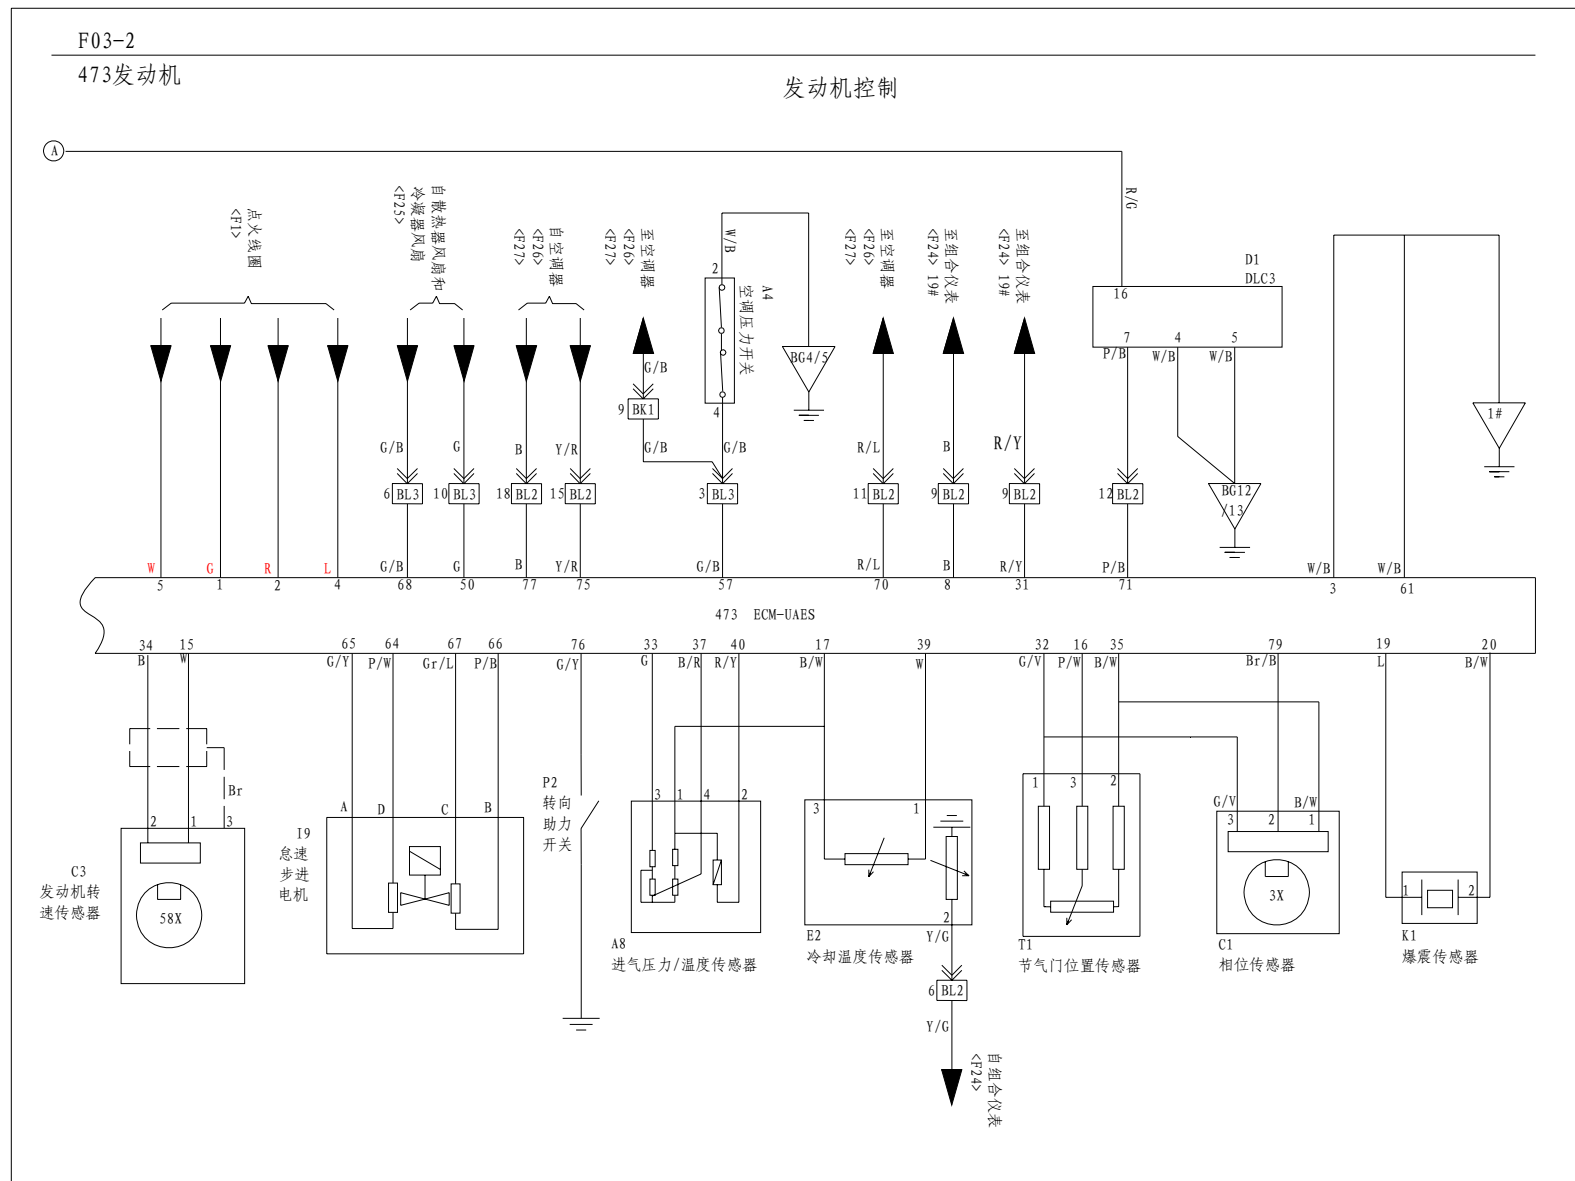 F03-2
473发动机
发动机控制
A
点火线圈
<F1>
自散热器风扇和
冷凝器风扇
<F25>
自空调器
<F26>
<F27>
至空调器
<F26>
<F27>
W/B
2
A4
空调压力开关
4
BG4/5
至空调器
<F26>
<F27>
至组合仪表
<F24> 19#
至组合仪表
<F24> 19#
R/G
D1
DLC3
16
7 4 5
P/B W/B W/B
1#
G/B
9 BK1
G/B G B Y/R G/B G/B R/L B R/Y
6 BL3 10 BL3 18 BL2 15 BL2 3 BL3 11 BL2 9 BL2 9 BL2 12 BL2 BG12
/13
W G R L G/B G B Y/R G/B R/L B R/Y P/B W/B W/B
5 1 2 4 68 50 77 75 57 70 8 31 71 3 61
473 ECM-UAES
34 15 65 64 67 66 76 33 37 40 17 39 32 16 35 79 19 20
B W G/Y P/W Gr/L P/B G/Y G B/R R/Y B/W W G/V P/W B/W Br/B L B/W
Br
2 1 3
C3
发动机转
速传感器
58X
A D C B
I9
怠速
步进
电机
P2
转向
助力
开关
3 1 4 2
A8
进气压力/温度传感器
3 1
2
E2
冷却温度传感器
Y/G
6 BL2
Y/G
自组合仪表
<F24>
1 3 2
T1
节气门位置传感器
G/V B/W
3 2 1
3X
C1
相位传感器
1 2
K1
爆震传感器